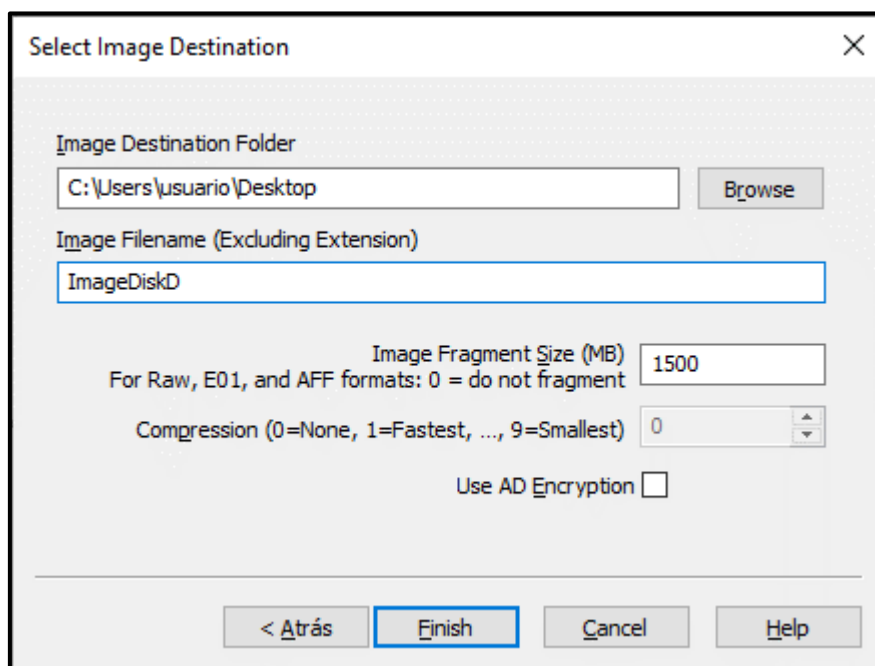 Select Image Destination
Image Destination Folder
C:\Users\usuario\Desktop
Browse
Image Filename (Excluding Extension)
ImageDiskD
Image Fragment Size (MB)
1500
For Raw, E01, and AFF formats: 0 = do not fragment
Compression (0=None, 1=Fastest, ..., 9=Smallest)
0
Use AD Encryption
< Atrás
Finish
Cancel
Help